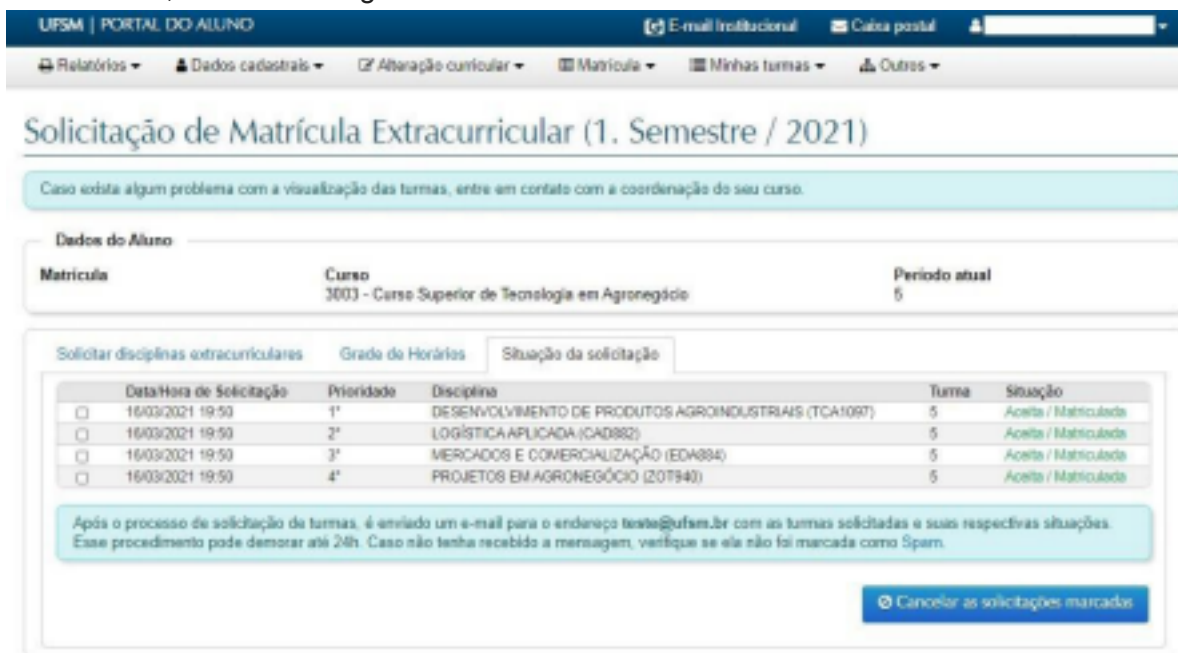 UFSM | PORTAL DO ALUNO E-mail Institucional Caixa postal
Relatórios Dados cadastrais Alteração curricular Matrícula Minhas turmas Outros
Solicitação de Matrícula Extracurricular (1. Semestre / 2021)
Caso exista algum problema com a visualização das turmas, entre em contato com a coordenação do seu curso.
Dados do Aluno
Matrícula Curso Período atual
3003 - Curso Superior de Tecnologia em Agronegócio 5
Solicitar disciplinas extracurriculares Grade de Horários Situação da solicitação
Data/Hora de Solicitação Prioridade Disciplina Turma Situação
16/03/2021 19:50 1ª DESENVOLVIMENTO DE PRODUTOS AGROINDUSTRIAIS (TCA1097) 5 Aceita / Matriculada
16/03/2021 19:50 2ª LOGÍSTICA APLICADA (CAD882) 5 Aceita / Matriculada
16/03/2021 19:50 3ª MERCADOS E COMERCIALIZAÇÃO (EDA884) 5 Aceita / Matriculada
16/03/2021 19:50 4ª PROJETOS EM AGRONEGÓCIO (ZOT940) 5 Aceita / Matriculada
Após o processo de solicitação de turmas, é enviado um e-mail para o endereço teste@ufsm.br com as turmas solicitadas e suas respectivas situações.
Esse procedimento pode demorar até 24h. Caso não tenha recebido a mensagem, verifique se ela não foi marcada como Spam.
Cancelar as solicitações marcadas